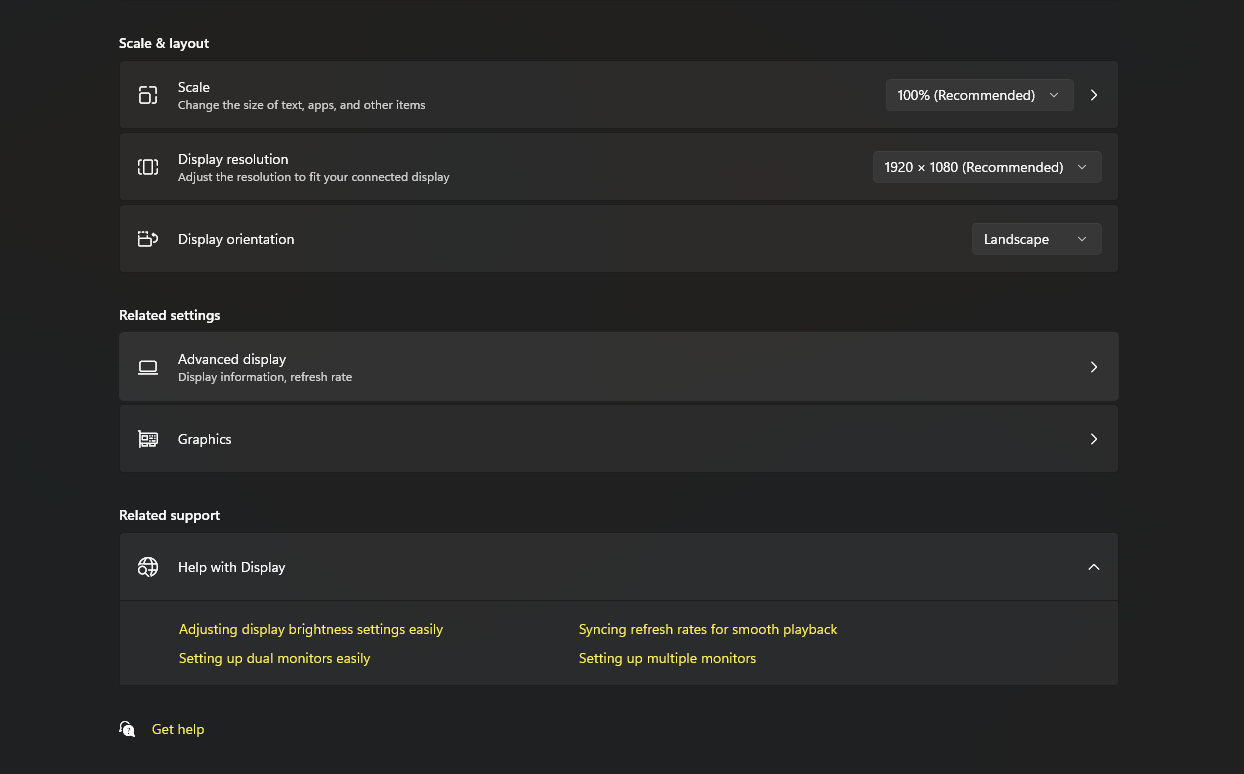 Scale & layout
Scale
Change the size of text, apps, and other items
100% (Recommended)
Display resolution
Adjust the resolution to fit your connected display
1920 × 1080 (Recommended)
Display orientation
Landscape
Related settings
Advanced display
Display information, refresh rate
Graphics
Related support
Help with Display
Adjusting display brightness settings easily
Syncing refresh rates for smooth playback
Setting up dual monitors easily
Setting up multiple monitors
Get help